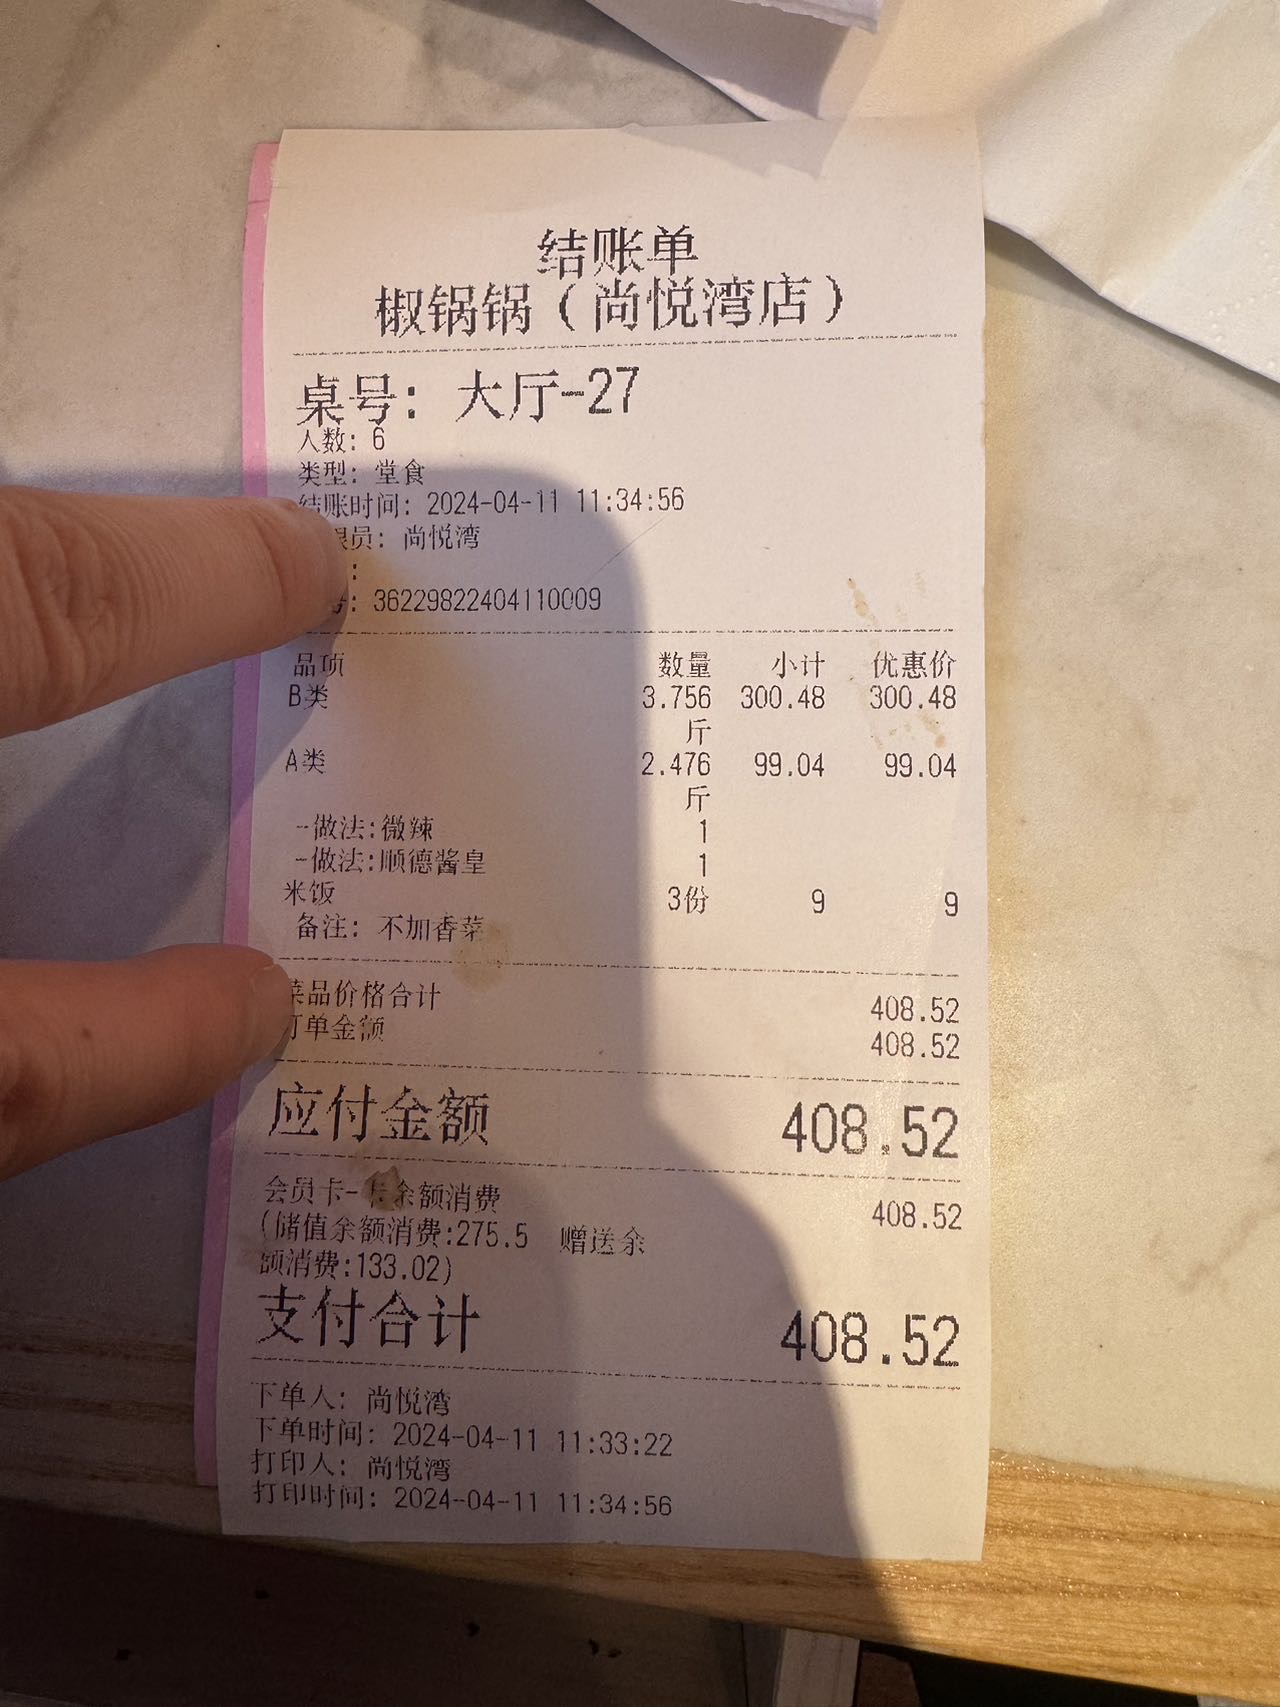 结账单
椒锅锅（尚悦湾店）
桌号: 大厅-27
人数: 6
类型: 堂食
结账时间: 2024-04-11 11:34:56
员: 尚悦湾
:
号: 36229822404110009
品项 数量 小计 优惠价
B类 3.756 300.48 300.48
斤
A类 2.476 99.04 99.04
斤
-做法:微辣 1
-做法:顺德酱皇 1
米饭 3份 9 9
备注: 不加香菜
菜品价格合计 408.52
订单金额 408.52
应付金额 408.52
会员卡-卡余额消费 408.52
(储值余额消费:275.5 赠送余
额消费:133.02)
支付合计 408.52
下单人: 尚悦湾
下单时间: 2024-04-11 11:33:22
打印人: 尚悦湾
打印时间: 2024-04-11 11:34:56